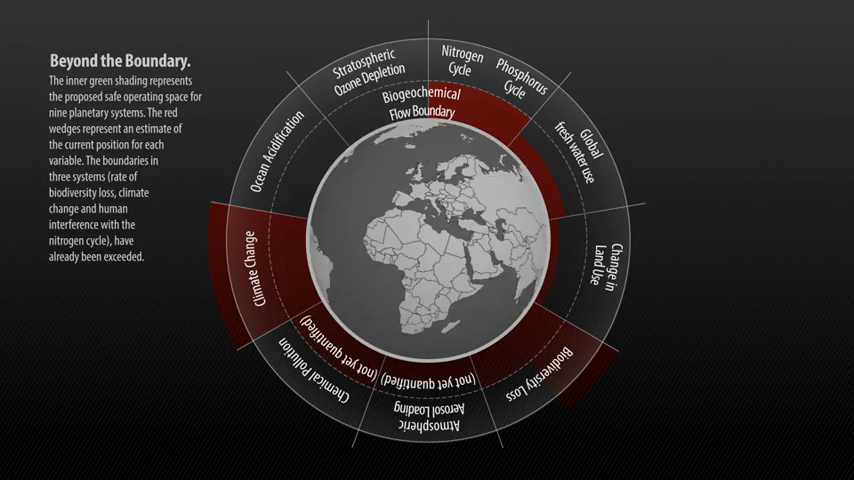 Beyond the Boundary.
The inner green shading represents
the proposed safe operating space for
nine planetary systems. The red
wedges represent an estimate of
the current position for each
variable. The boundaries in
three systems (rate of
biodiversity loss, climate
change and human
interference with the
nitrogen cycle), have
already been exceeded.
Stratospheric
Ozone Depletion
Nitrogen
Cycle
Phosphorus
Cycle
Biogeochemical
Flow Boundary
Global
fresh water use
Change in
Land Use
Biodiversity Loss
(not yet quantified)
Atmospheric
Aerosol Loading
(not yet quantified)
Chemical Pollution
Climate Change
Ocean Acidification